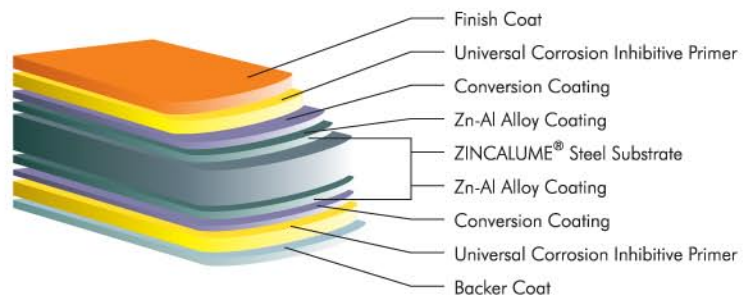 Finish Coat
Universal Corrosion Inhibitive Primer
Conversion Coating
Zn-Al Alloy Coating
ZINCALUME® Steel Substrate
Zn-Al Alloy Coating
Conversion Coating
Universal Corrosion Inhibitive Primer
Backer Coat